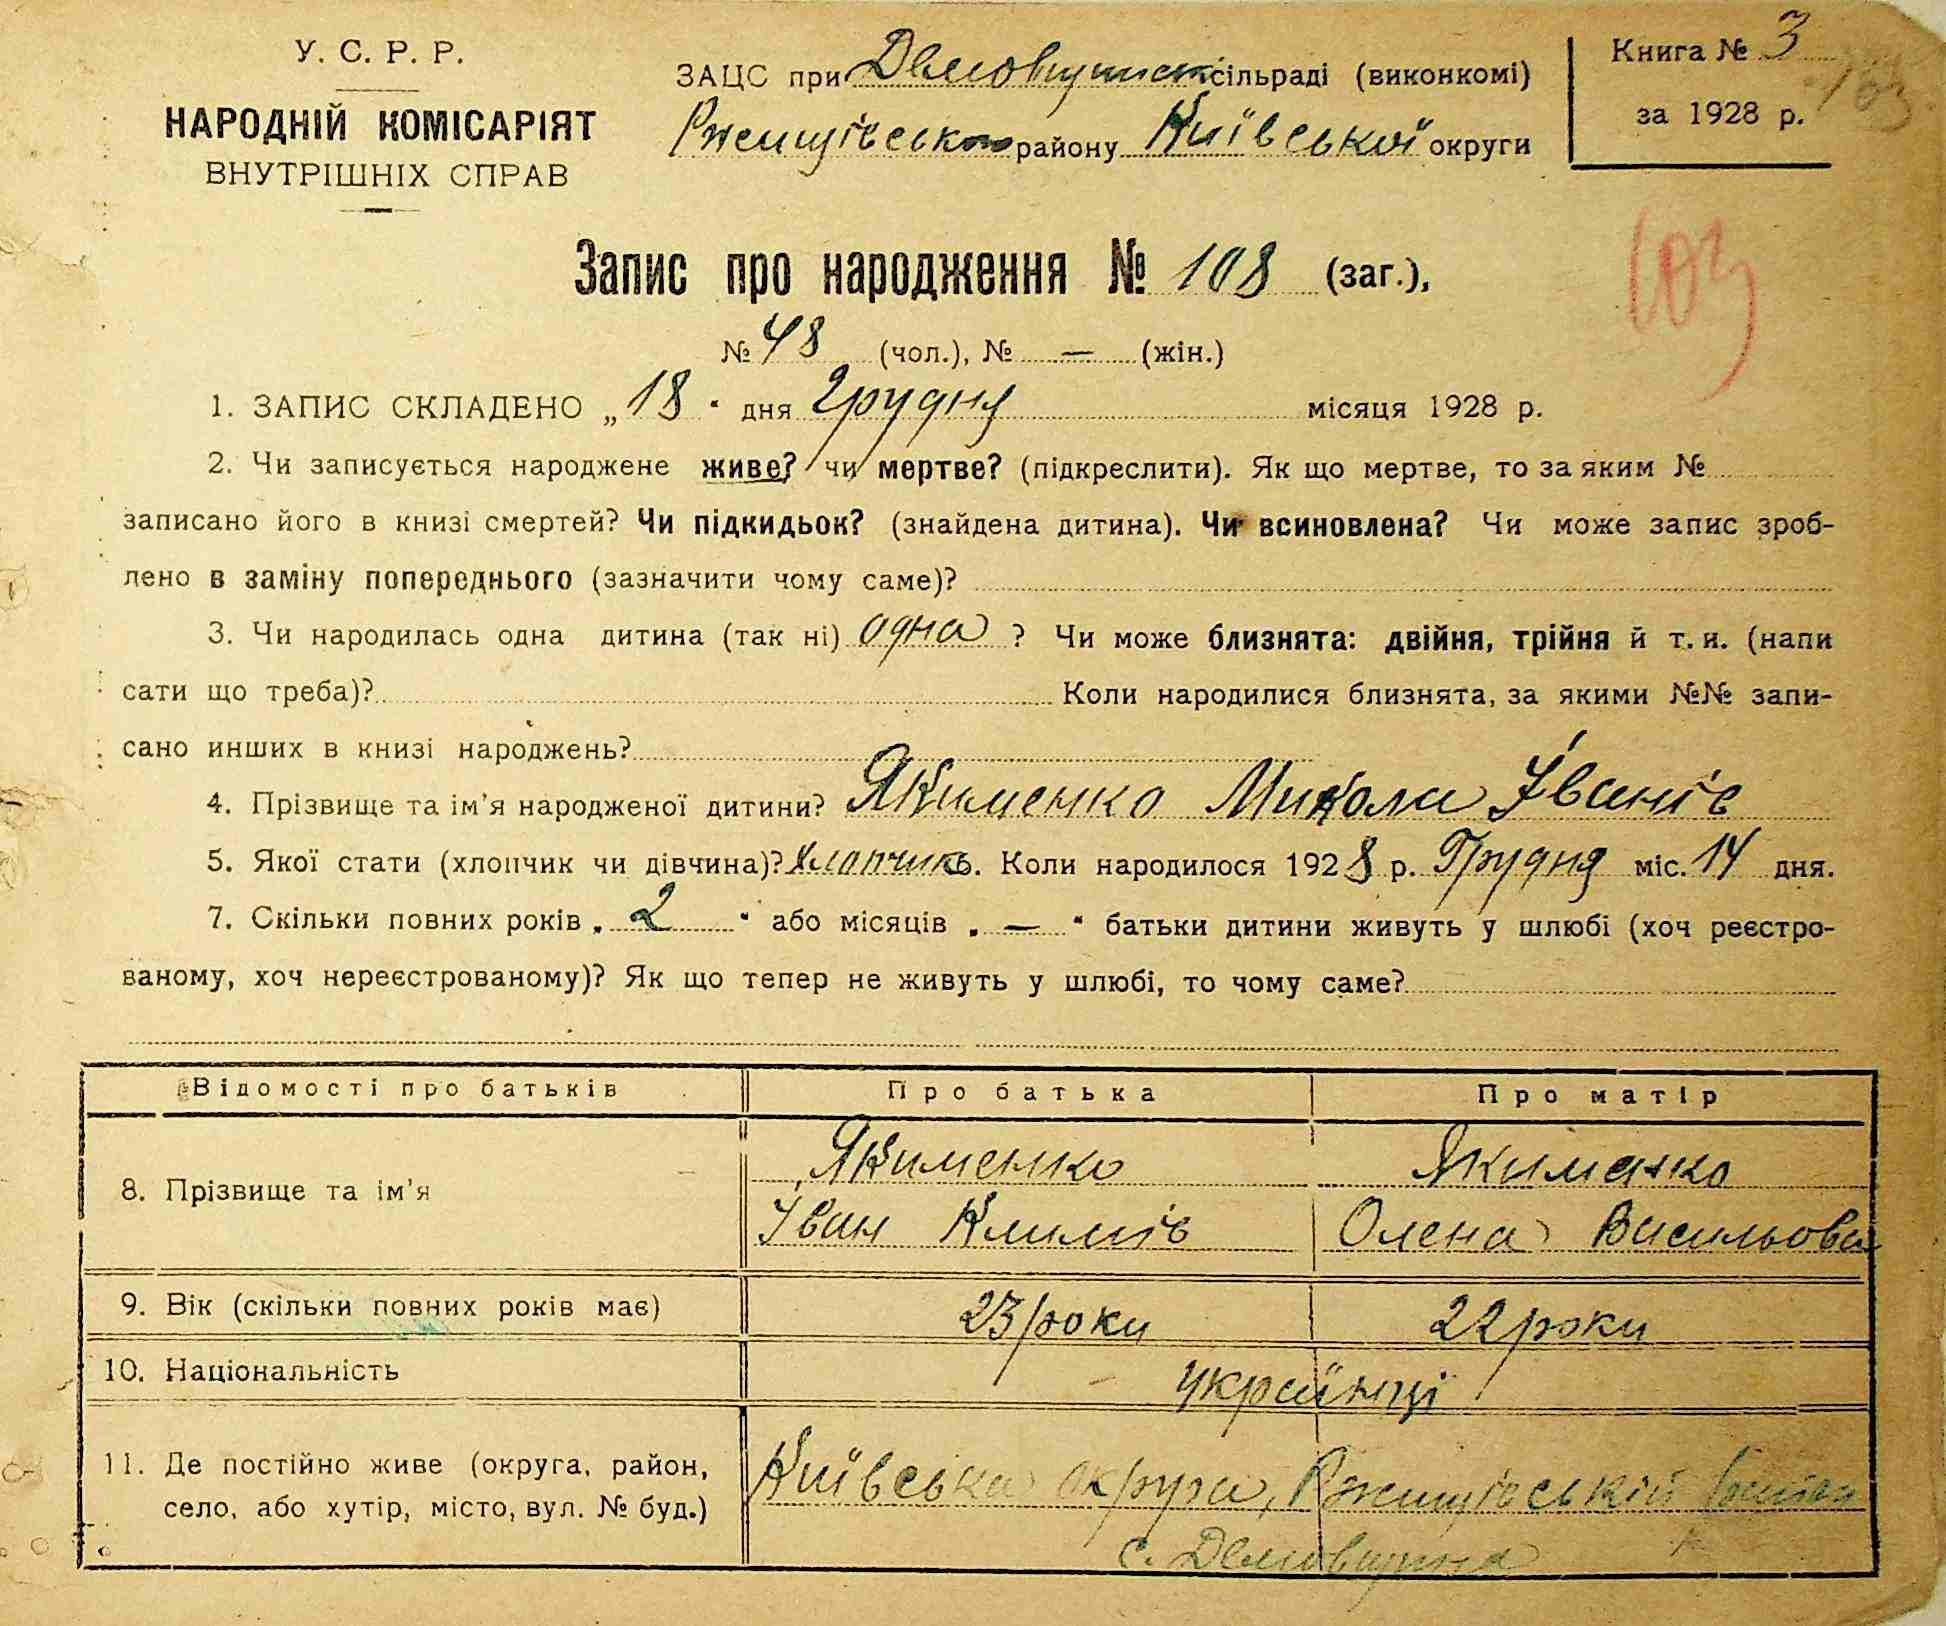 У. С. Р. Р.
НАРОДНІЙ КОМІСАРІЯТ
ВНУТРІШНІХ СПРАВ
ЗАЦС при сільраді (виконкомі)
Ржищівського району Київської округи
Книга № 3
за 1928 р.
103
103
Запис про народження № 108 (заг.),
№ 48 (чол.), № — (жін.)
1. ЗАПИС СКЛАДЕНО „18“ дня Грудня місяця 1928 р.
2. Чи записується народжене живе? чи мертве? (підкреслити). Як що мертве, то за яким №
записано його в книзі смертей? Чи підкидьок? (знайдена дитина). Чи всиновлена? Чи може запис зроб-
лено в заміну попереднього (зазначити чому саме)?
3. Чи народилась одна дитина (так ні) одна ? Чи може близнята: двійня, трійня й т. и. (напи
сати що треба)? Коли народилися близнята, за якими №№ запи-
сано инших в книзі народжень?
4. Прізвище та ім'я народженої дитини? Якименко Микола Іванів
5. Якої стати (хлопчик чи дівчина)? Хлопчик. Коли народилося 1928 р. Грудня міс. 14 дня.
7. Скільки повних років „2“ або місяців „—“ батьки дитини живуть у шлюбі (хоч реєстро-
ваному, хоч нереєстрованому)? Як що тепер не живуть у шлюбі, то чому саме?
Відомості про батьків Про батька Про матір
8. Прізвище та ім'я
Якименко Якименко
Іван Климів Олена Васильова
9. Вік (скільки повних років має) 23 роки 22 роки
10. Національність українці
11. Де постійно живе (округа, район,
село, або хутір, місто, вул. № буд.)
Київська округа, Ржищівський район
с.